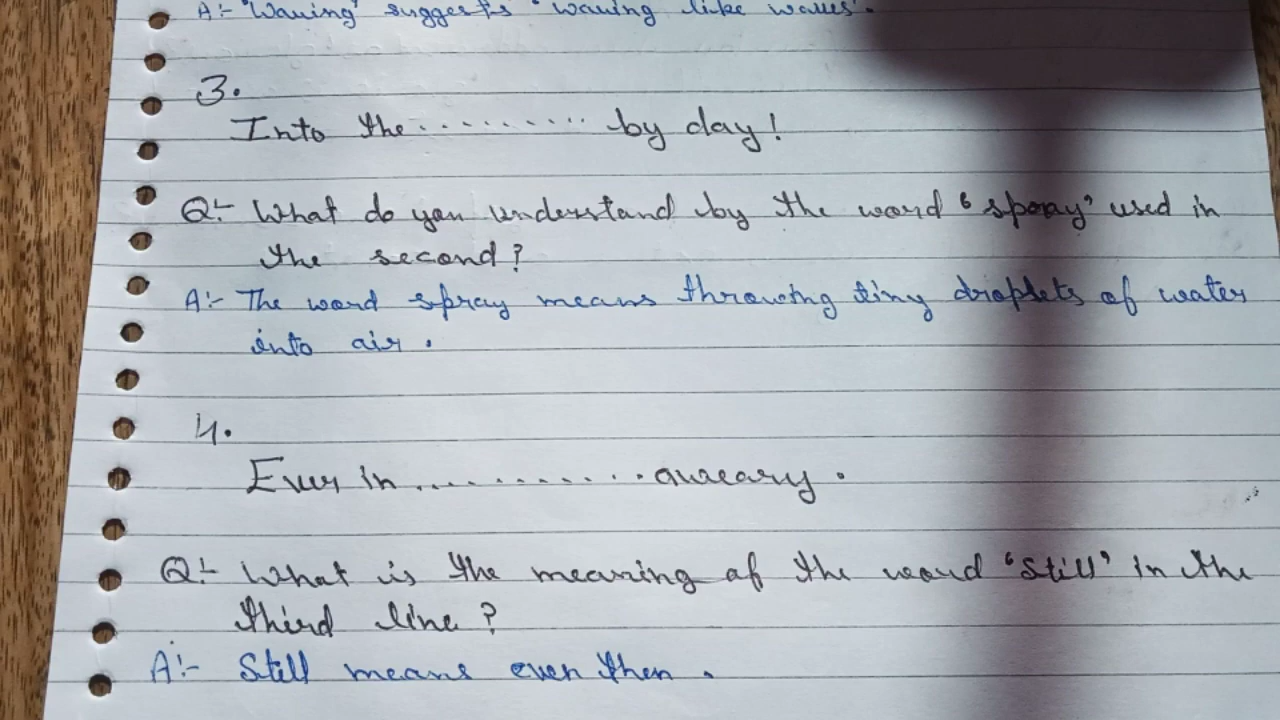 A:- 'Waving' suggests 'waving like waves'.
3.
Into the.......... by day!
Q:- What do you understand by the word 'spray' used in
the second?
A:- The word spray means throwing tiny droplets of water
into air.
4.
Ever in ........... aweary.
Q:- What is the meaning of the word 'still' in the
third line?
A:- Still means even then.